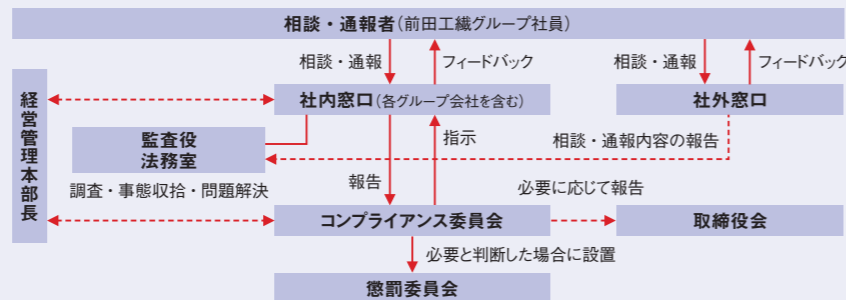 相談・通報者(前田工繊グループ社員)
相談・通報
フィードバック
相談・通報
フィードバック
経営管理本部長
社内窓口(各グループ会社を含む)
社外窓口
監査役
法務室
指示
相談・通報内容の報告
調査・事態収拾・問題解決
報告
必要に応じて報告
コンプライアンス委員会
取締役会
必要と判断した場合に設置
懲罰委員会